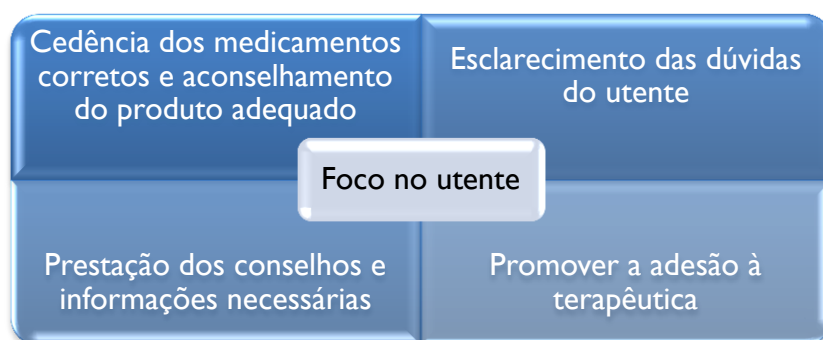 Cedência dos medicamentos
corretos e aconselhamento
do produto adequado
Esclarecimento das dúvidas
do utente
Foco no utente
Prestação dos conselhos e
informações necessárias
Promover a adesão à
terapêutica